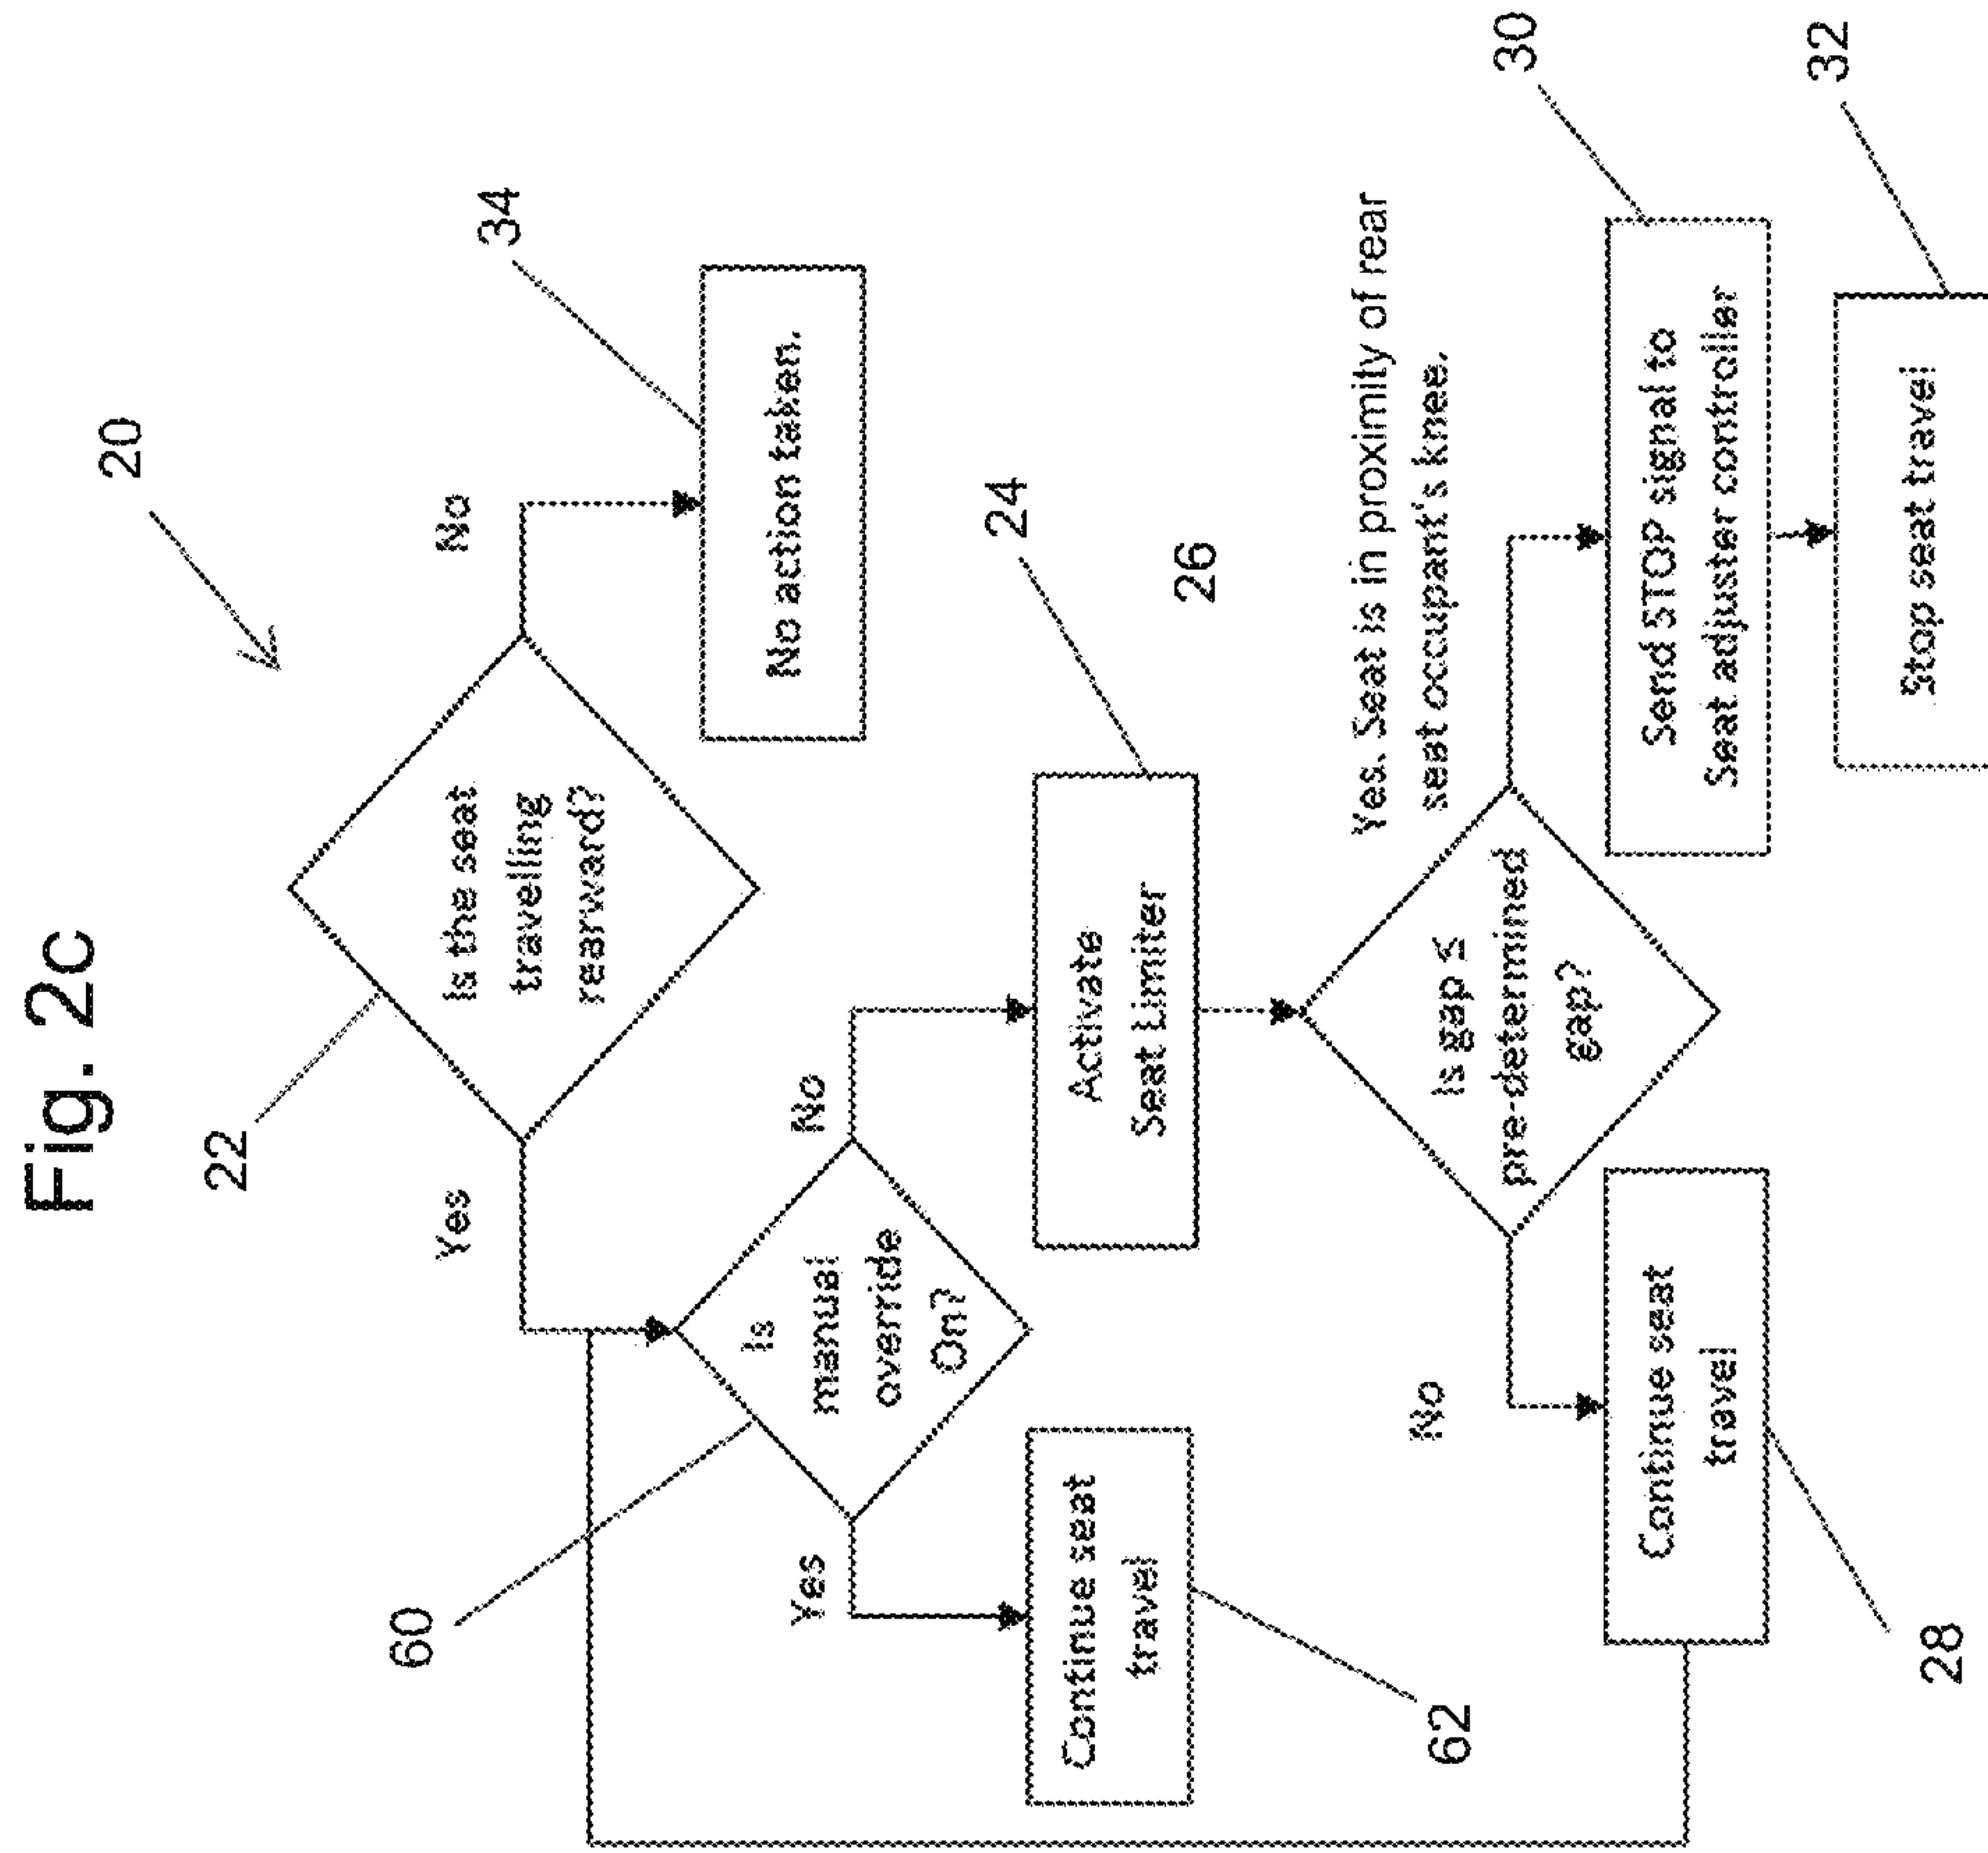 Fig. 2c
20
22
Is the seat
travelling
rearward?
Yes
No
34
No action taken.
60
Is
manual
override
On?
Yes
No
24
Activate
Seat Limiter
26
Continue seat
travel
62
Is gap ≤
pre-determined
gap?
Yes. Seat is in proximity of rear
seat occupant's knee.
No
30
Send STOP signal to
Seat adjuster controller
Continue seat
travel
28
32
Stop seat travel